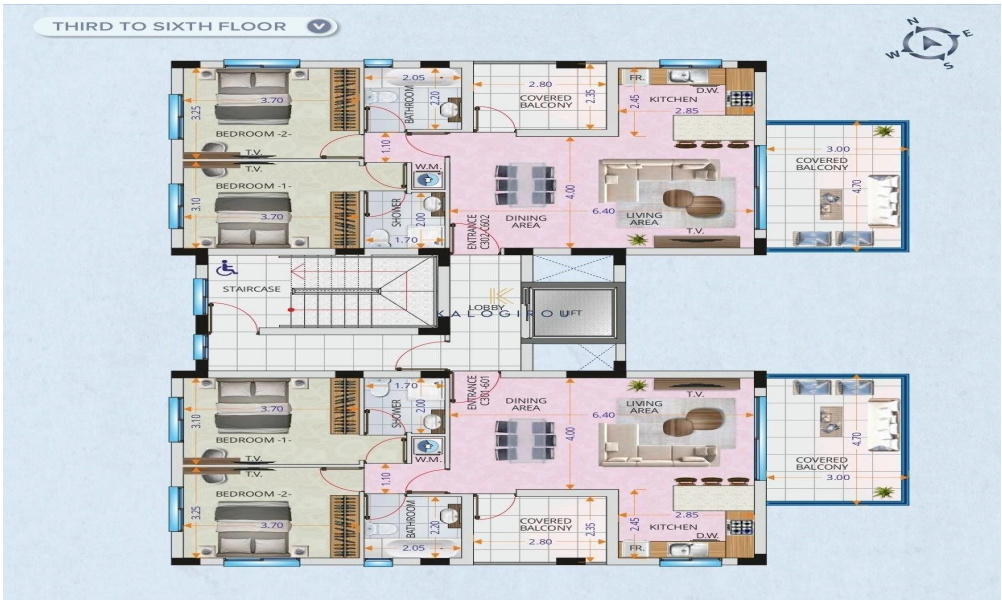 THIRD TO SIXTH FLOOR
N
E
S
W
3.25
3.70
BEDROOM -2-
T.V.
2.05
BATHROOM
2.20
1.10
2.80
COVERED
BALCONY
2.35
FR.
D.W.
KITCHEN
2.45
2.85
T.V.
BEDROOM -1-
3.10
3.70
W.M.
SHOWER
2.00
1.70
ENTRANCE
C302-C602
DINING
AREA
4.00
6.40
LIVING
AREA
T.V.
3.00
COVERED
BALCONY
4.70
STAIRCASE
LOBBY
KALOGIROU
LIFT
3.10
3.70
BEDROOM -1-
T.V.
1.70
SHOWER
2.00
W.M.
ENTRANCE
C301-601
DINING
AREA
4.00
6.40
LIVING
AREA
T.V.
4.70
COVERED
BALCONY
3.00
BEDROOM -2-
3.25
3.70
1.10
BATHROOM
2.20
2.05
COVERED
BALCONY
2.35
2.80
2.85
KITCHEN
2.45
D.W.
FR.